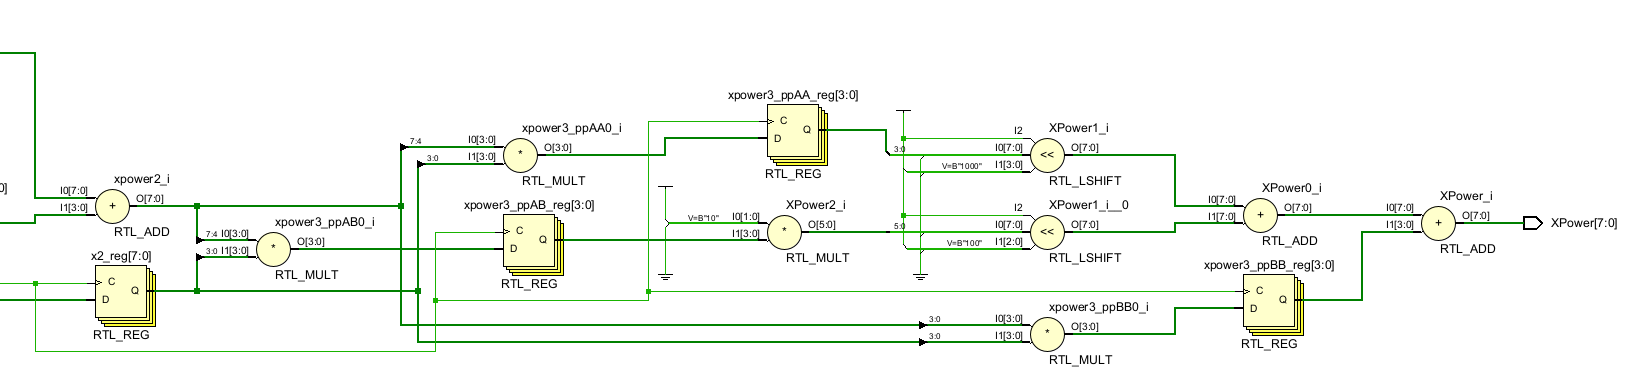 0]
I0[7:0]
I1[3:0]
xpower2_i
+
O[7:0]
RTL_ADD
x2_reg[7:0]
C
D
Q
RTL_REG
7:4
3:0
I0[3:0]
I1[3:0]
xpower3_ppAB0_i
*
O[3:0]
RTL_MULT
7:4
3:0
I0[3:0]
I1[3:0]
xpower3_ppAA0_i
*
O[3:0]
RTL_MULT
xpower3_ppAB_reg[3:0]
C
D
Q
RTL_REG
xpower3_ppAA_reg[3:0]
C
D
Q
RTL_REG
V=B"10"
I0[1:0]
I1[3:0]
XPower2_i
*
O[5:0]
RTL_MULT
3:0
V=B"1000"
I2
I0[7:0]
I1[3:0]
XPower1_i
<<
O[7:0]
RTL_LSHIFT
5:0
V=B"100"
I2
I0[7:0]
I1[2:0]
XPower1_i__0
<<
O[7:0]
RTL_LSHIFT
3:0
3:0
I0[3:0]
I1[3:0]
xpower3_ppBB0_i
*
O[3:0]
RTL_MULT
I0[7:0]
I1[7:0]
XPower0_i
+
O[7:0]
RTL_ADD
xpower3_ppBB_reg[3:0]
C
D
Q
RTL_REG
I0[7:0]
I1[3:0]
XPower_i
+
O[7:0]
RTL_ADD
XPower[7:0]